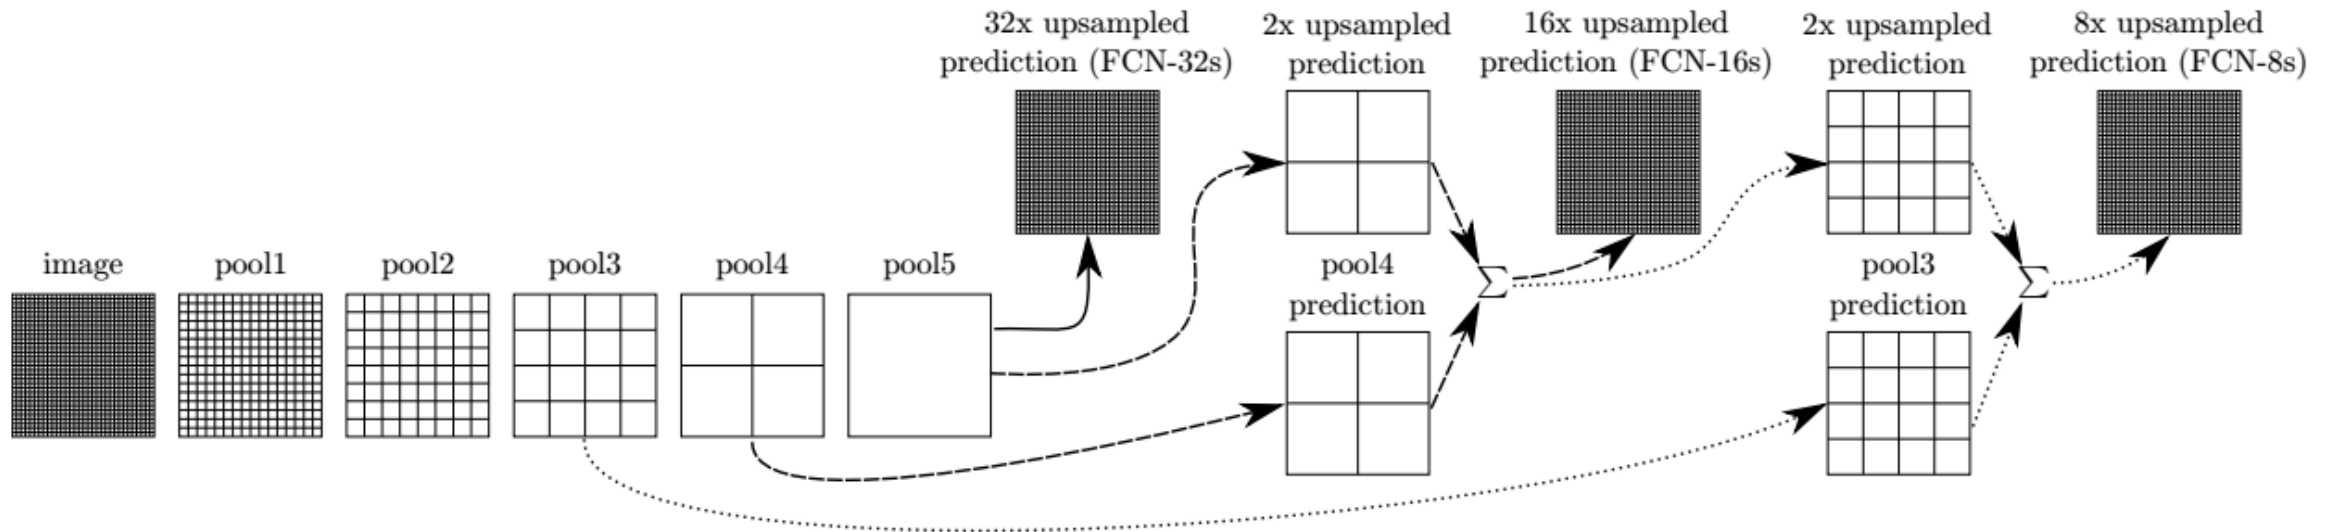 32x upsampled
prediction (FCN-32s)
2x upsampled
prediction
16x upsampled
prediction (FCN-16s)
2x upsampled
prediction
8x upsampled
prediction (FCN-8s)
image
pool1
pool2
pool3
pool4
pool5
pool4
prediction
Σ
pool3
prediction
Σ